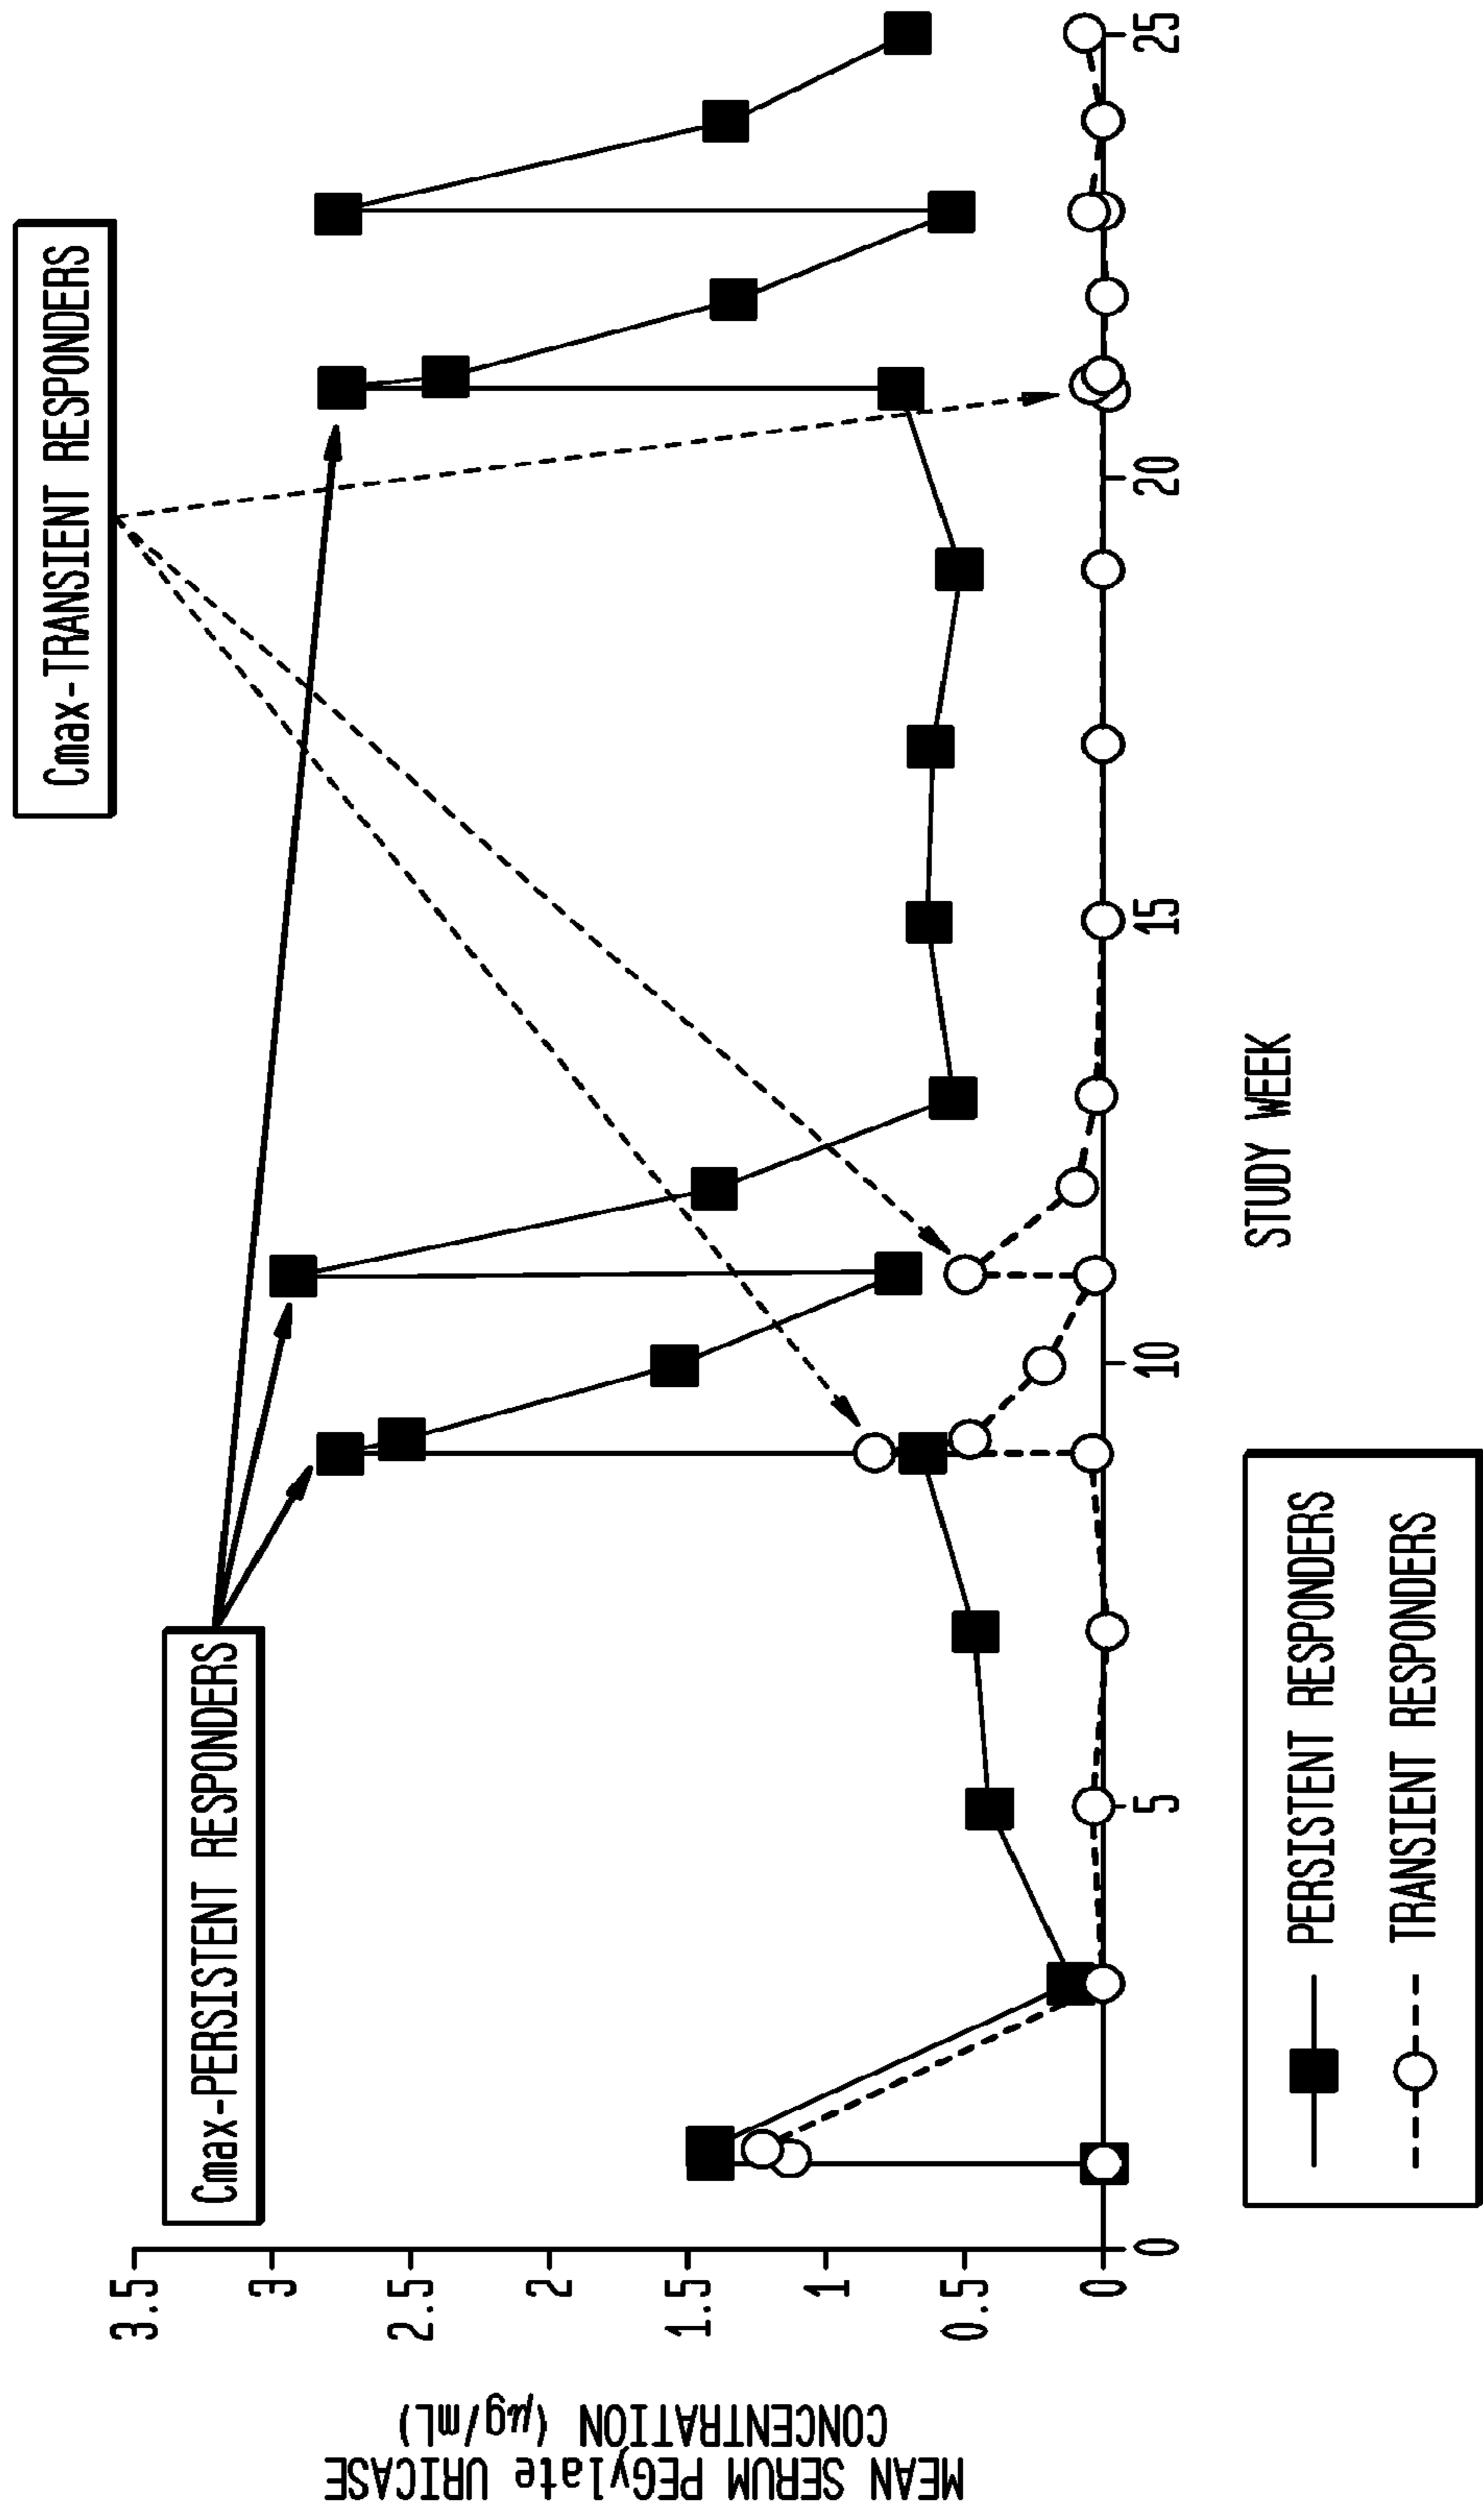 Cmax-TRANSIENT RESPONDERS
Cmax-PERSISTENT RESPONDERS
MEAN SERUM PEGylate URICASE
CONCENTRATION (µg/mL)
3.5
3
2.5
2
1.5
1
0.5
0
0
5
10
15
20
25
STUDY WEEK
PERSISTENT RESPONDERS
TRANSIENT RESPONDERS